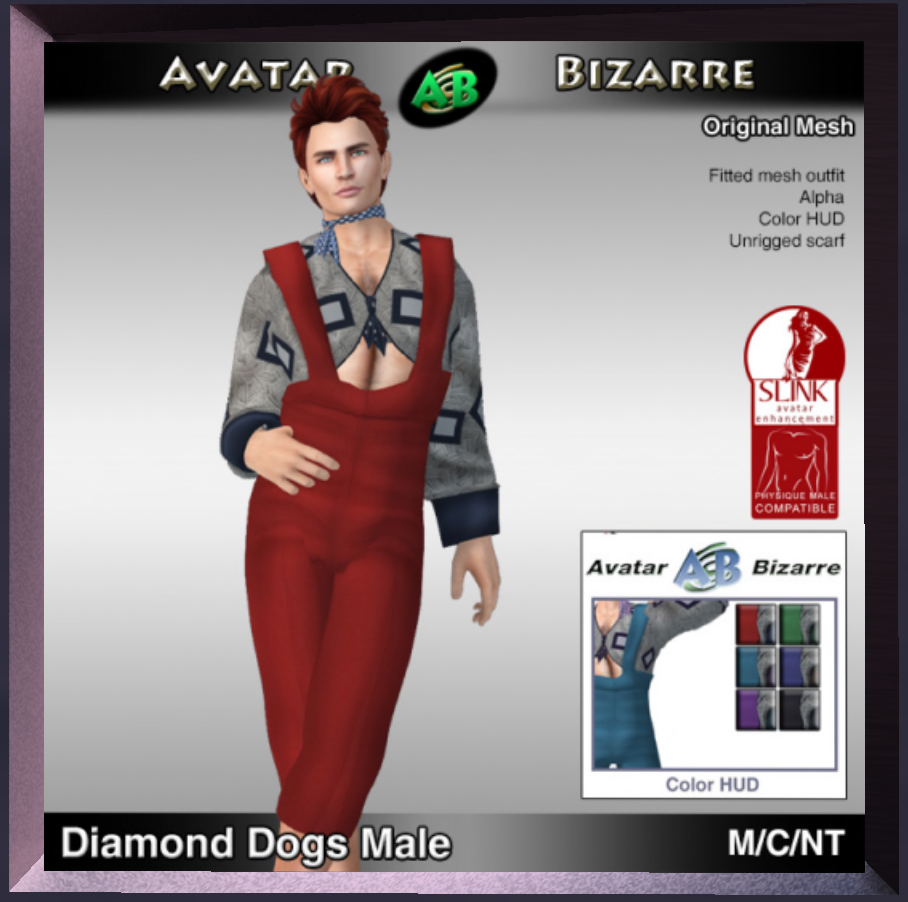 AVATAR AB BIZARRE
Original Mesh
Fitted mesh outfit
Alpha
Color HUD
Unrigged scarf
SLINK
avatar
enhancement
PHYSIQUE MALE
COMPATIBLE
Avatar AB Bizarre
Color HUD
Diamond Dogs Male
M/C/NT